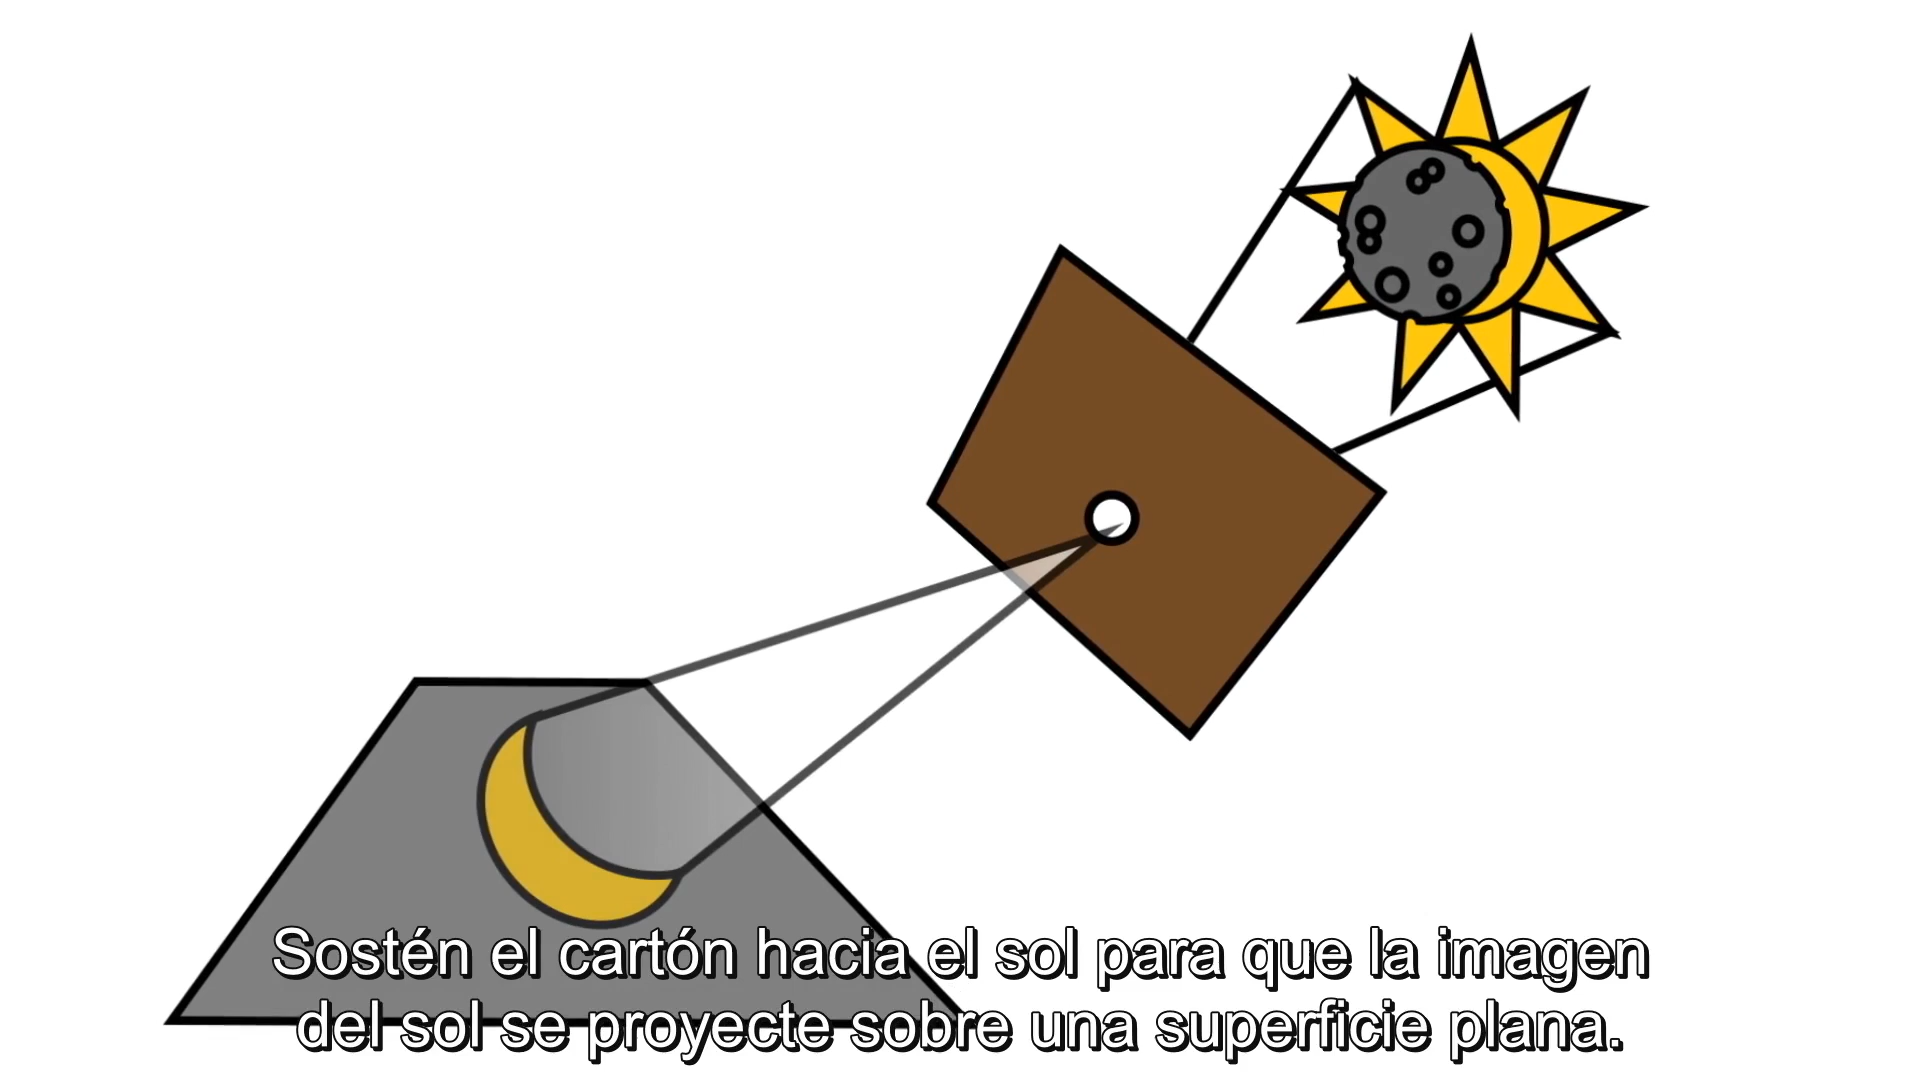 Sostén el cartón hacia el sol para que la imagen
del sol se proyecte sobre una superficie plana.